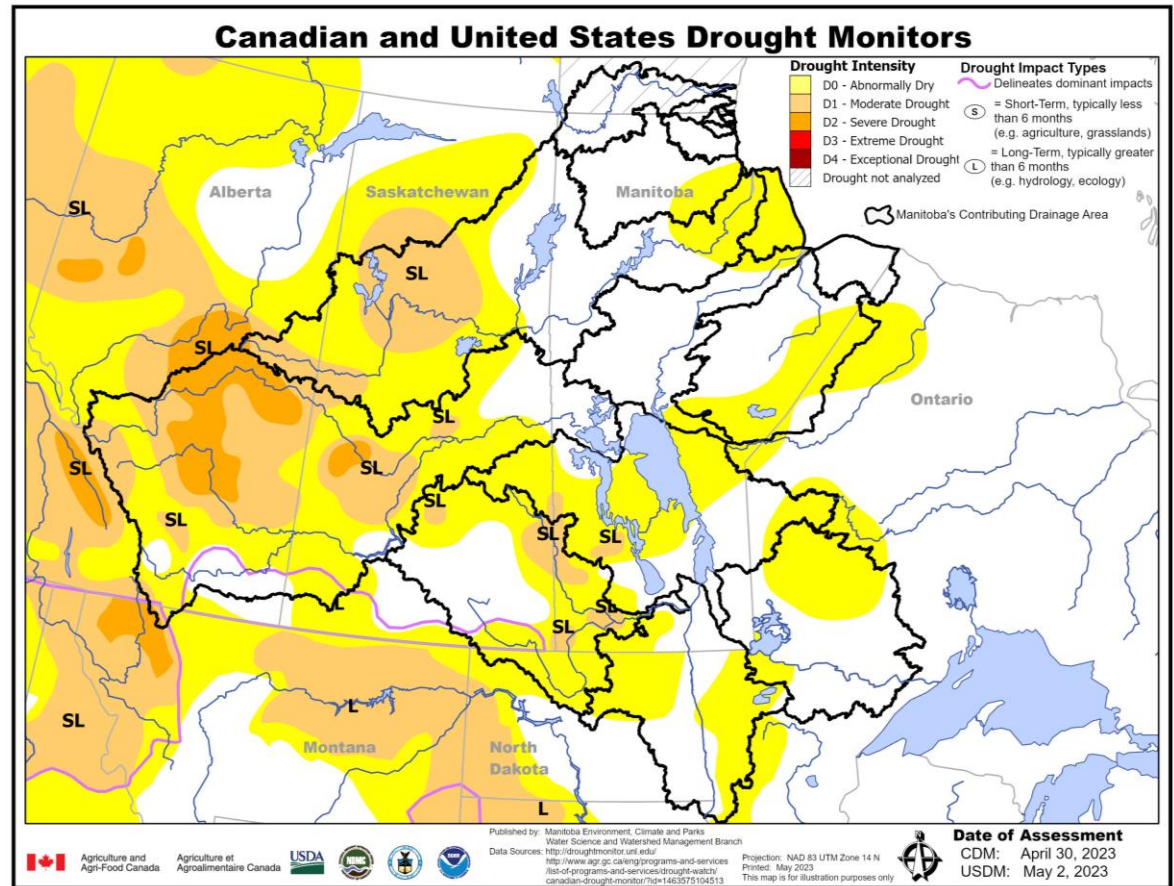 Canadian and United States Drought Monitors
Drought Intensity
D0 - Abnormally Dry
D1 - Moderate Drought
D2 - Severe Drought
D3 - Extreme Drought
D4 - Exceptional Drought
Drought not analyzed
Drought Impact Types
Delineates dominant impacts
S = Short-Term, typically less
than 6 months
(e.g. agriculture, grasslands)
L = Long-Term, typically greater
than 6 months
(e.g. hydrology, ecology)
Manitoba's Contributing Drainage Area
Alberta
Saskatchewan
Manitoba
SL
SL
SL
Ontario
SL
SL
SL
SL
SL
SL
SL
L
SL
SL
SL
L
Montana
North
Dakota
L
Agriculture and
Agri-Food Canada
Agriculture et
Agroalimentaire Canada
USDA
NDMC
Published by: Manitoba Environment, Climate and Parks
Water Science and Watershed Management Branch
Data Sources: http://droughtmonitor.unl.edu/
http://www.agr.gc.ca/eng/programs-and-services
/list-of-programs-and-services/drought-watch/
canadian-drought-monitor/?id=1463575104513
Projection: NAD 83 UTM Zone 14 N
Printed: May 2023
This map is for illustration purposes only
Date of Assessment
CDM: April 30, 2023
USDM: May 2, 2023